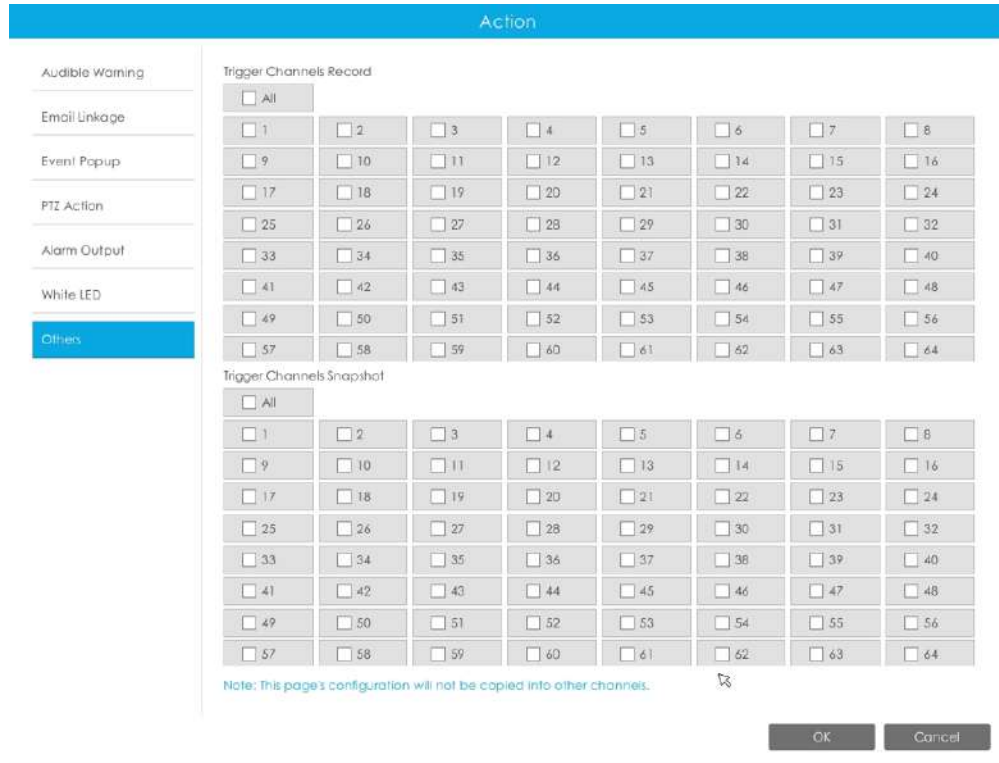 Action
Audible Warning
Email Linkage
Event Popup
PTZ Action
Alarm Output
White LED
Others
Trigger Channels Record
All
1 2 3 4 5 6 7 8
9 10 11 12 13 14 15 16
17 18 19 20 21 22 23 24
25 26 27 28 29 30 31 32
33 34 35 36 37 38 39 40
41 42 43 44 45 46 47 48
49 50 51 52 53 54 55 56
57 58 59 60 61 62 63 64
Trigger Channels Snapshot
All
1 2 3 4 5 6 7 8
9 10 11 12 13 14 15 16
17 18 19 20 21 22 23 24
25 26 27 28 29 30 31 32
33 34 35 36 37 38 39 40
41 42 43 44 45 46 47 48
49 50 51 52 53 54 55 56
57 58 59 60 61 62 63 64
Note: This page's configuration will not be copied into other channels.
OK Cancel